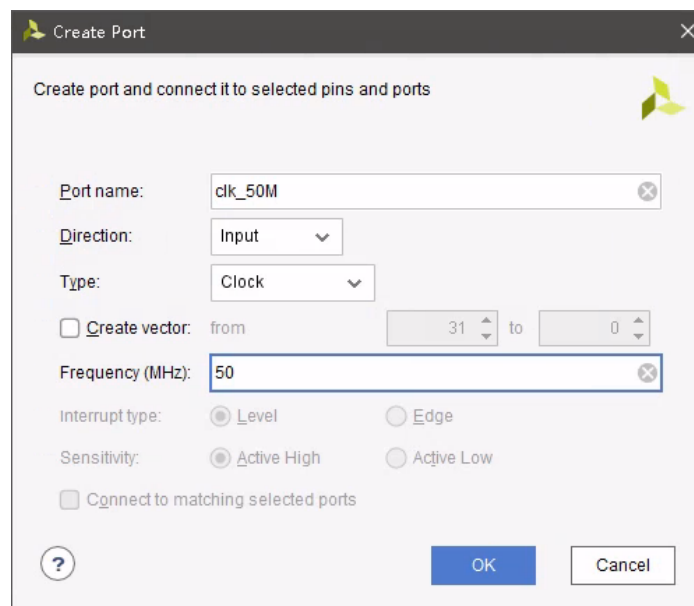 Create Port
Create port and connect it to selected pins and ports
Port name: clk_50M
Direction: Input
Type: Clock
Create vector: from 31 to 0
Frequency (MHz): 50
Interrupt type: Level Edge
Sensitivity: Active High Active Low
Connect to matching selected ports
? OK Cancel